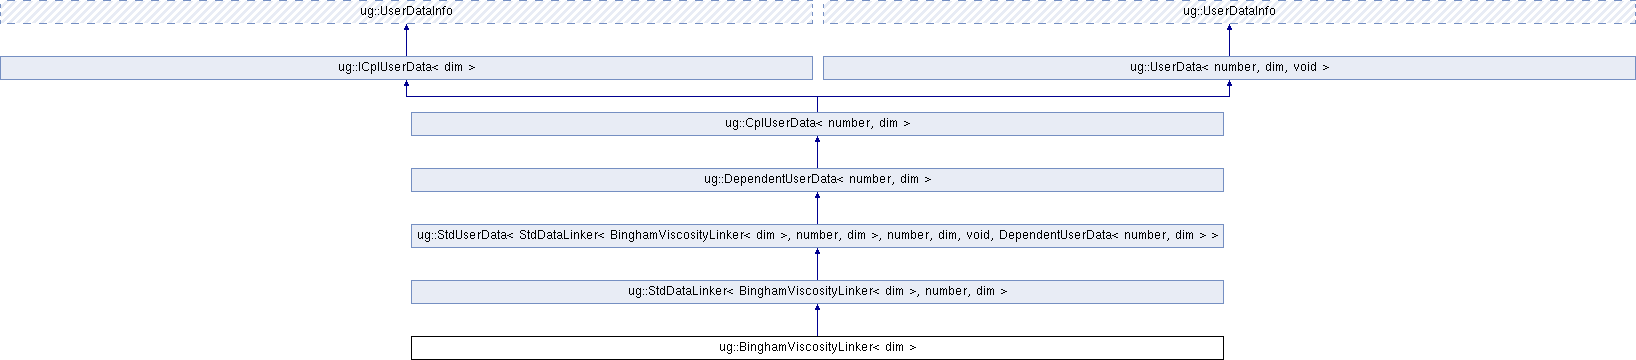 ug::UserDataInfo
ug::UserDataInfo
ug::ICplUserData< dim >
ug::UserData< number, dim, void >
ug::CplUserData< number, dim >
ug::DependentUserData< number, dim >
ug::StdUserData< StdDataLinker< BinghamViscosityLinker< dim >, number, dim >, number, dim, void, DependentUserData< number, dim > >
ug::StdDataLinker< BinghamViscosityLinker< dim >, number, dim >
ug::BinghamViscosityLinker< dim >